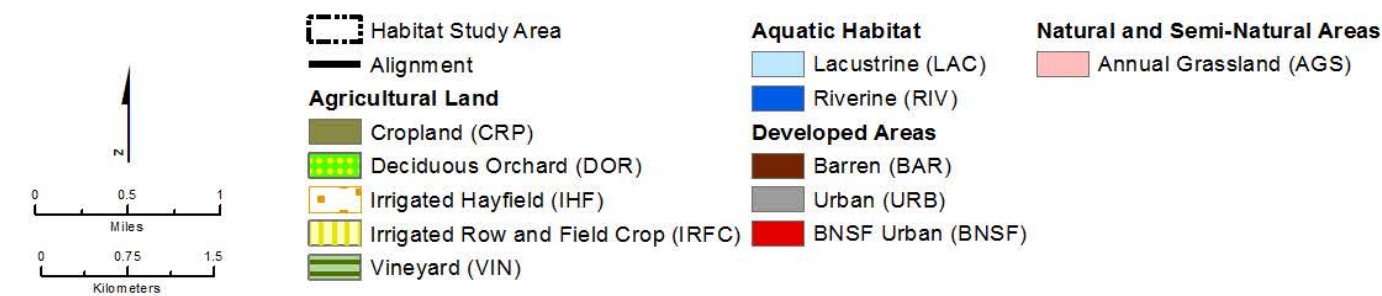 Habitat Study Area
Alignment
Agricultural Land
Cropland (CRP)
Deciduous Orchard (DOR)
Irrigated Hayfield (IHF)
Irrigated Row and Field Crop (IRFC)
Vineyard (VIN)
Aquatic Habitat
Lacustrine (LAC)
Riverine (RIV)
Developed Areas
Barren (BAR)
Urban (URB)
BNSF Urban (BNSF)
Natural and Semi-Natural Areas
Annual Grassland (AGS)
N
0 0.5 1
Miles
0 0.75 1.5
Kilometers